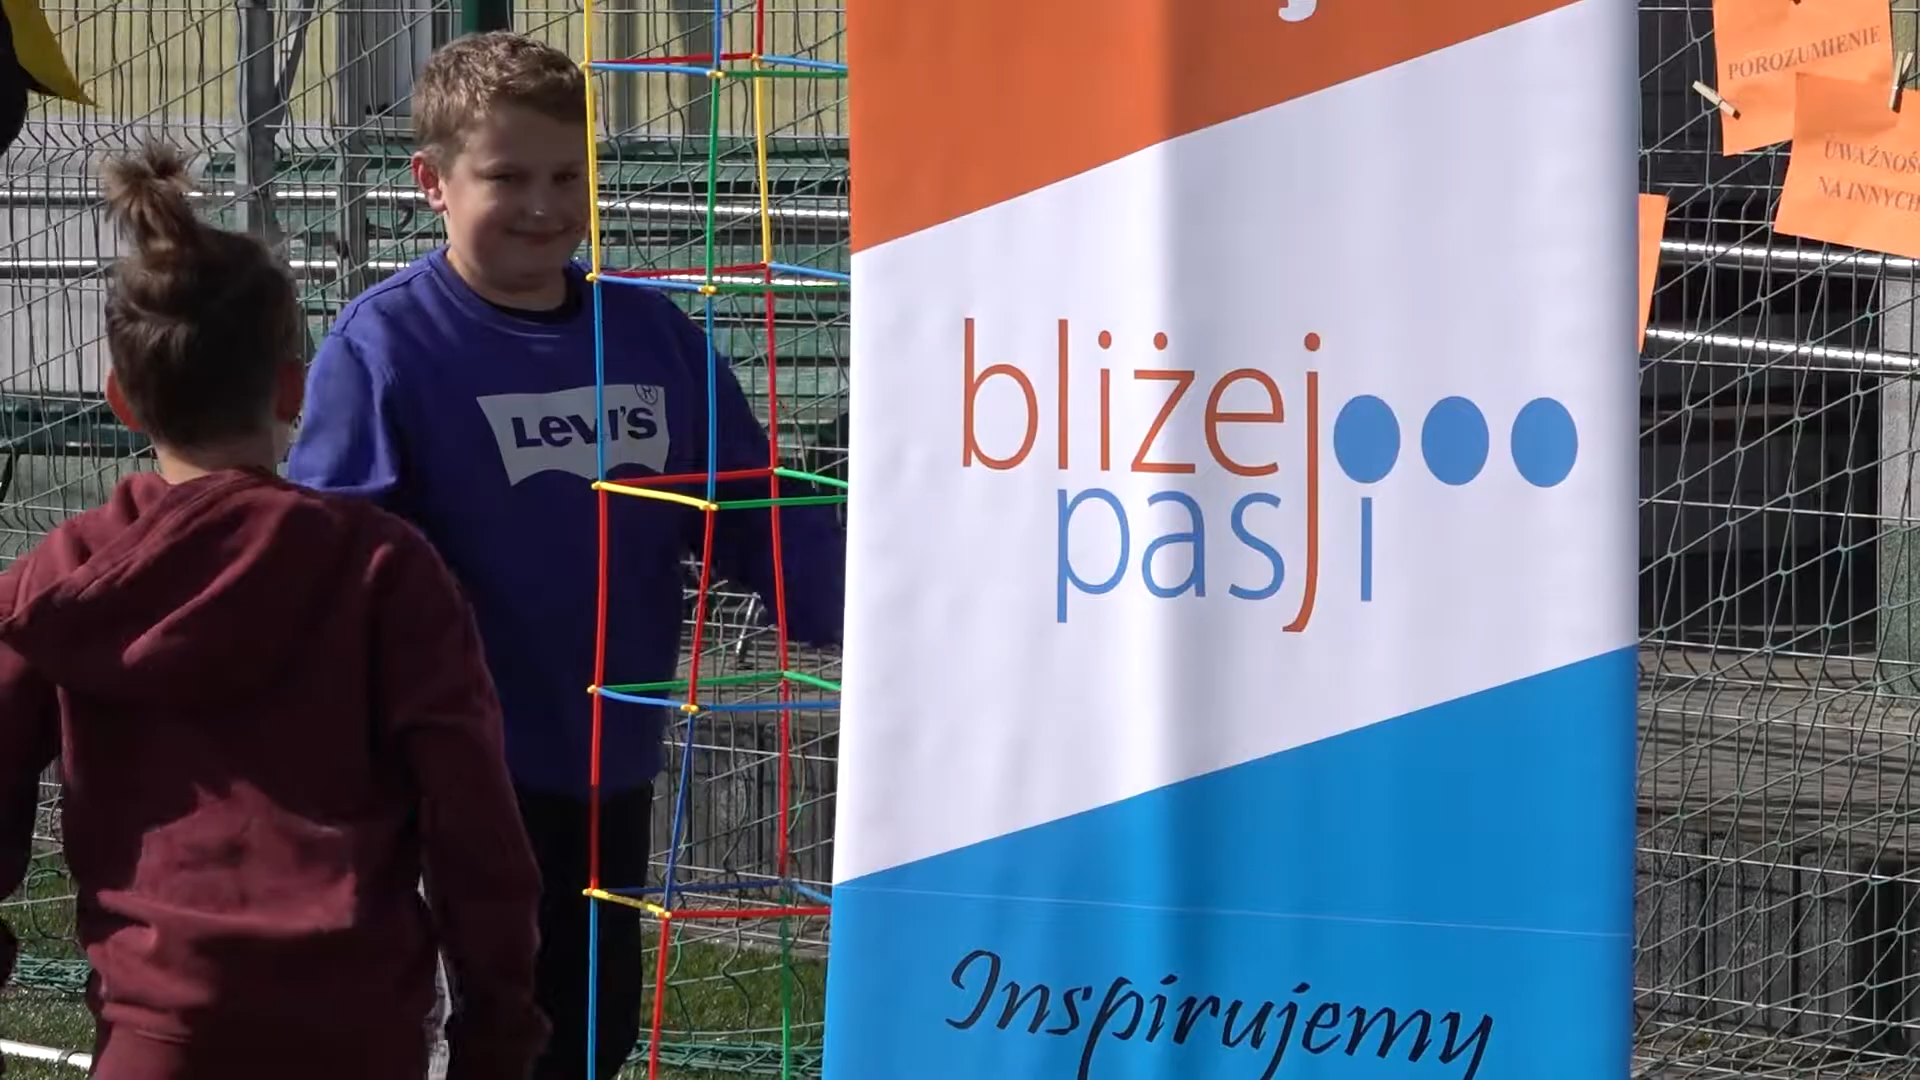 POROZUMIENIE
UWAŻNOŚ
NA INNYCH
Levi's ®
bliżej
pasji
Inspirujemy